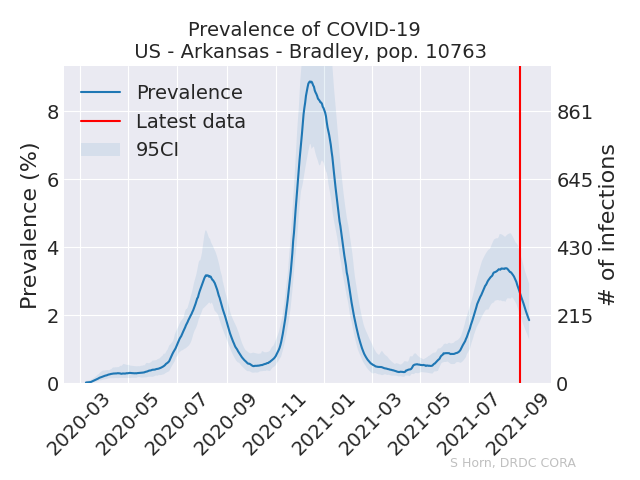 Prevalence of COVID-19
US - Arkansas - Bradley, pop. 10763
Prevalence
Latest data
95CI
Prevalence (%)
8
6
4
2
0
# of infections
861
645
430
215
0
2020-03
2020-05
2020-07
2020-09
2020-11
2021-01
2021-03
2021-05
2021-07
2021-09
S Horn, DRDC CORA